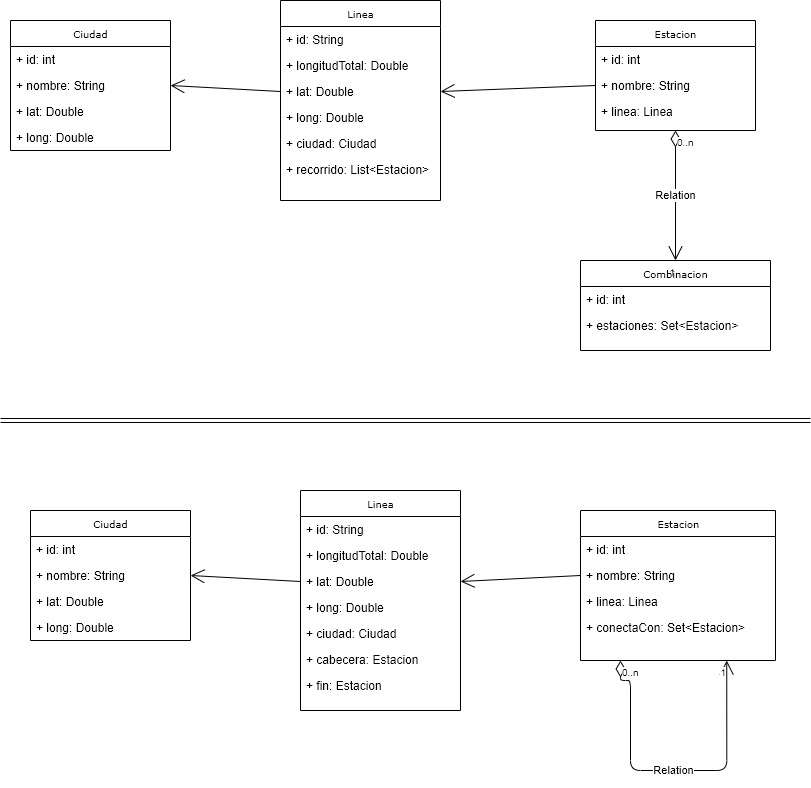 Ciudad
+ id: int
+ nombre: String
+ lat: Double
+ long: Double
Linea
+ id: String
+ longitudTotal: Double
+ lat: Double
+ long: Double
+ ciudad: Ciudad
+ recorrido: List<Estacion>
Estacion
+ id: int
+ nombre: String
+ linea: Linea
0..n
Relation
1
Combinacion
+ id: int
+ estaciones: Set<Estacion>
Ciudad
+ id: int
+ nombre: String
+ lat: Double
+ long: Double
Linea
+ id: String
+ longitudTotal: Double
+ lat: Double
+ long: Double
+ ciudad: Ciudad
+ cabecera: Estacion
+ fin: Estacion
Estacion
+ id: int
+ nombre: String
+ linea: Linea
+ conectaCon: Set<Estacion>
0..n
1
Relation